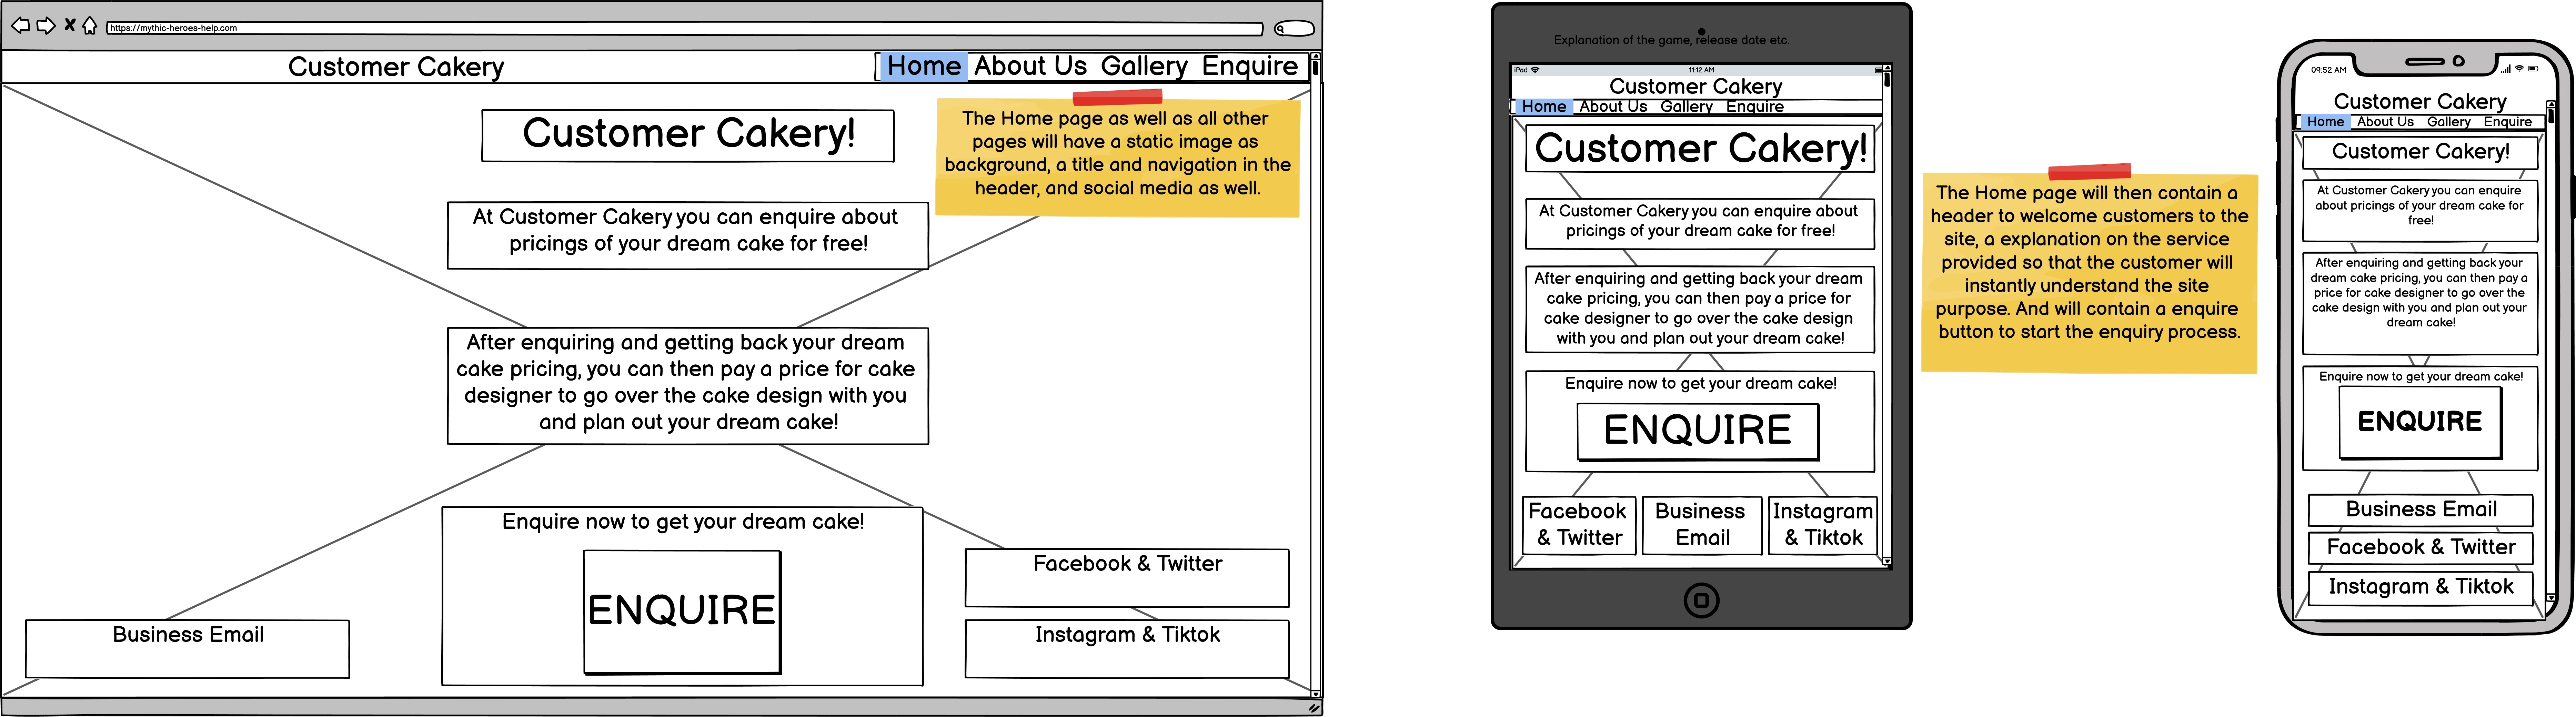 https://mythic-heroes-help.com
Customer Cakery
Home About Us Gallery Enquire
Customer Cakery!
The Home page as well as all other
pages will have a static image as
background, a title and navigation in the
header, and social media as well.
At Customer Cakery you can enquire about
pricings of your dream cake for free!
After enquiring and getting back your dream
cake pricing, you can then pay a price for cake
designer to go over the cake design with you
and plan out your dream cake!
Enquire now to get your dream cake!
ENQUIRE
Business Email
Facebook & Twitter
Instagram & Tiktok
Explanation of the game, release date etc.
iPad
11:12 AM
Customer Cakery
Home About Us Gallery Enquire
Customer Cakery!
At Customer Cakery you can enquire about
pricings of your dream cake for free!
After enquiring and getting back your dream
cake pricing, you can then pay a price for
cake designer to go over the cake design
with you and plan out your dream cake!
Enquire now to get your dream cake!
ENQUIRE
Facebook
& Twitter
Business
Email
Instagram
& Tiktok
The Home page will then contain a
header to welcome customers to the
site, a explanation on the service
provided so that the customer will
instantly understand the site
purpose. And will contain a enquire
button to start the enquiry process.
09:52 AM
Customer Cakery
Home About Us Gallery Enquire
Customer Cakery!
At Customer Cakery you can enquire
about pricings of your dream cake for
free!
After enquiring and getting back your
dream cake pricing, you can then pay a
price for cake designer to go over the
cake design with you and plan out your
dream cake!
Enquire now to get your dream cake!
ENQUIRE
Business Email
Facebook & Twitter
Instagram & Tiktok